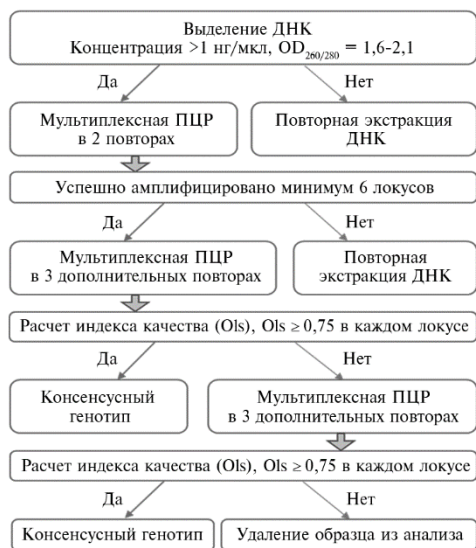 Выделение ДНК
Концентрация >1 нг/мкл, OD260/280 = 1,6-2,1
Да
Нет
Мультиплексная ПЦР
в 2 повторах
Повторная экстракция
ДНК
Успешно амплифицировано минимум 6 локусов
Да
Нет
Мультиплексная ПЦР
в 3 дополнительных повторах
Повторная
экстракция ДНК
Расчет индекса качества (Ols), Ols ≥ 0,75 в каждом локусе
Да
Нет
Консенсусный
генотип
Мультиплексная ПЦР
в 3 дополнительных повторах
Расчет индекса качества (Ols), Ols ≥ 0,75 в каждом локусе
Да
Нет
Консенсусный генотип
Удаление образца из анализа